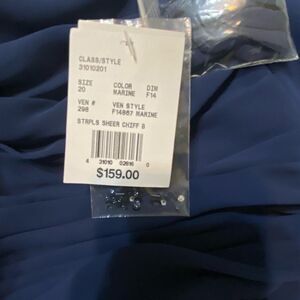 CLASS/STYLE
31010201
SIZE COLOR DIM
20 MARINE F14
VEN # VEN STYLE
298 F14867 MARINE
STRPLS SHEER CHIFF B
4 31010 02616 0
$159.00